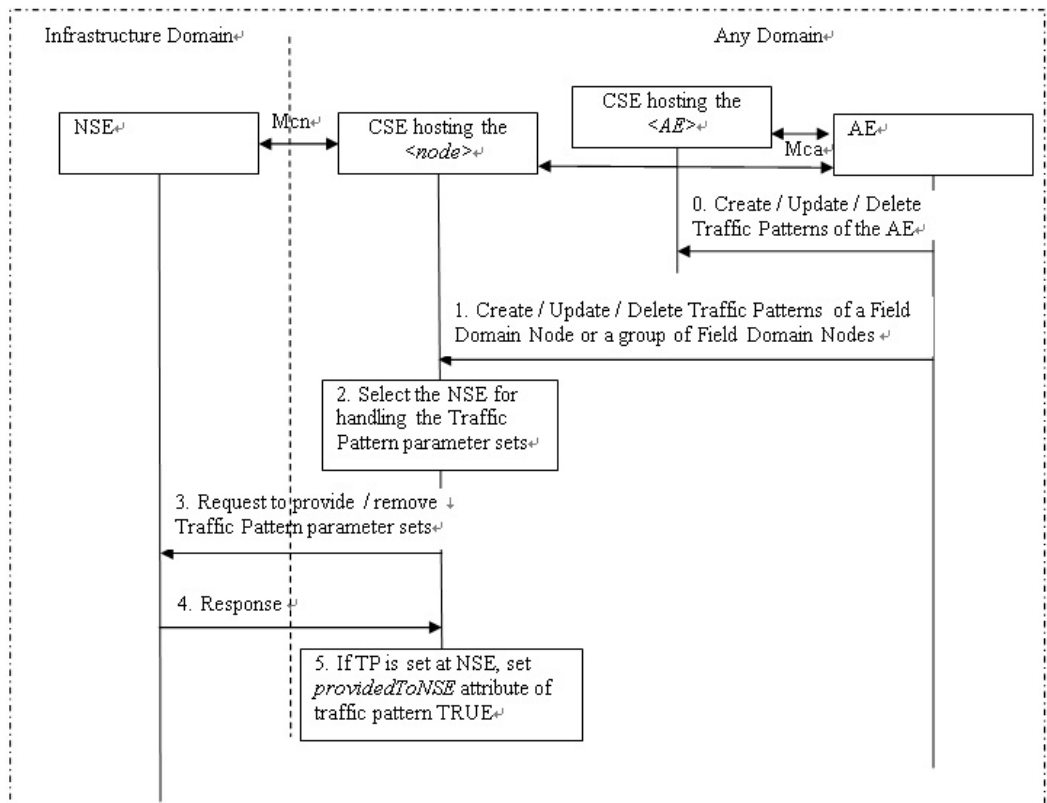 Infrastructure Domain↵
Any Domain↵
NSE↵
Mcn↵
CSE hosting the
<node>↵
CSE hosting the
<AE>↵
Mca↵
AE↵
0. Create / Update / Delete
Traffic Patterns of the AE↵
1. Create / Update / Delete Traffic Patterns of a Field
Domain Node or a group of Field Domain Nodes ↵
2. Select the NSE for
handling the Traffic
Pattern parameter sets↵
3. Request to provide / remove ↓
Traffic Pattern parameter sets↵
4. Response ↵
5. If TP is set at NSE, set
providedToNSE attribute of
traffic pattern TRUE↵